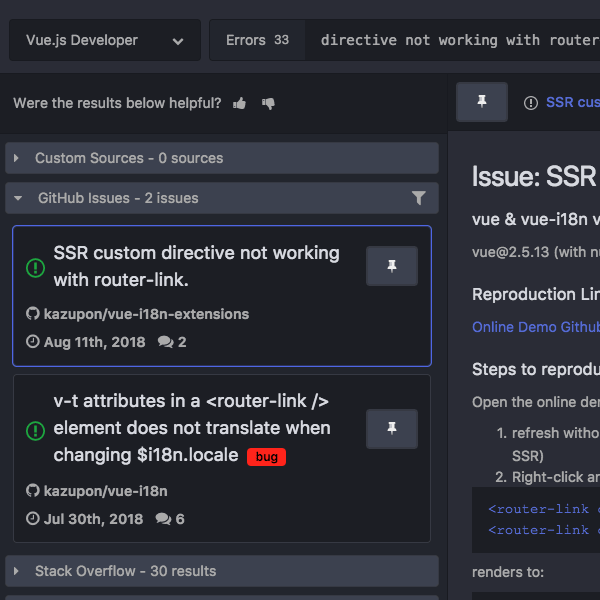 Vue.js Developer
Errors 33
directive not working with router
Were the results below helpful?
Custom Sources - 0 sources
GitHub Issues - 2 issues
SSR custom directive not working
with router-link.
kazupon/vue-i18n-extensions
Aug 11th, 2018 2
v-t attributes in a <router-link />
element does not translate when
changing $i18n.locale bug
kazupon/vue-i18n
Jul 30th, 2018 6
Stack Overflow - 30 results
SSR cus
Issue: SSR
vue & vue-i18n v
vue@2.5.13 (with nu
Reproduction Lin
Online Demo Github
Steps to reprodu
Open the online der
1. refresh witho
SSR)
2. Right-click an
<router-link c
<router-link c
renders to: